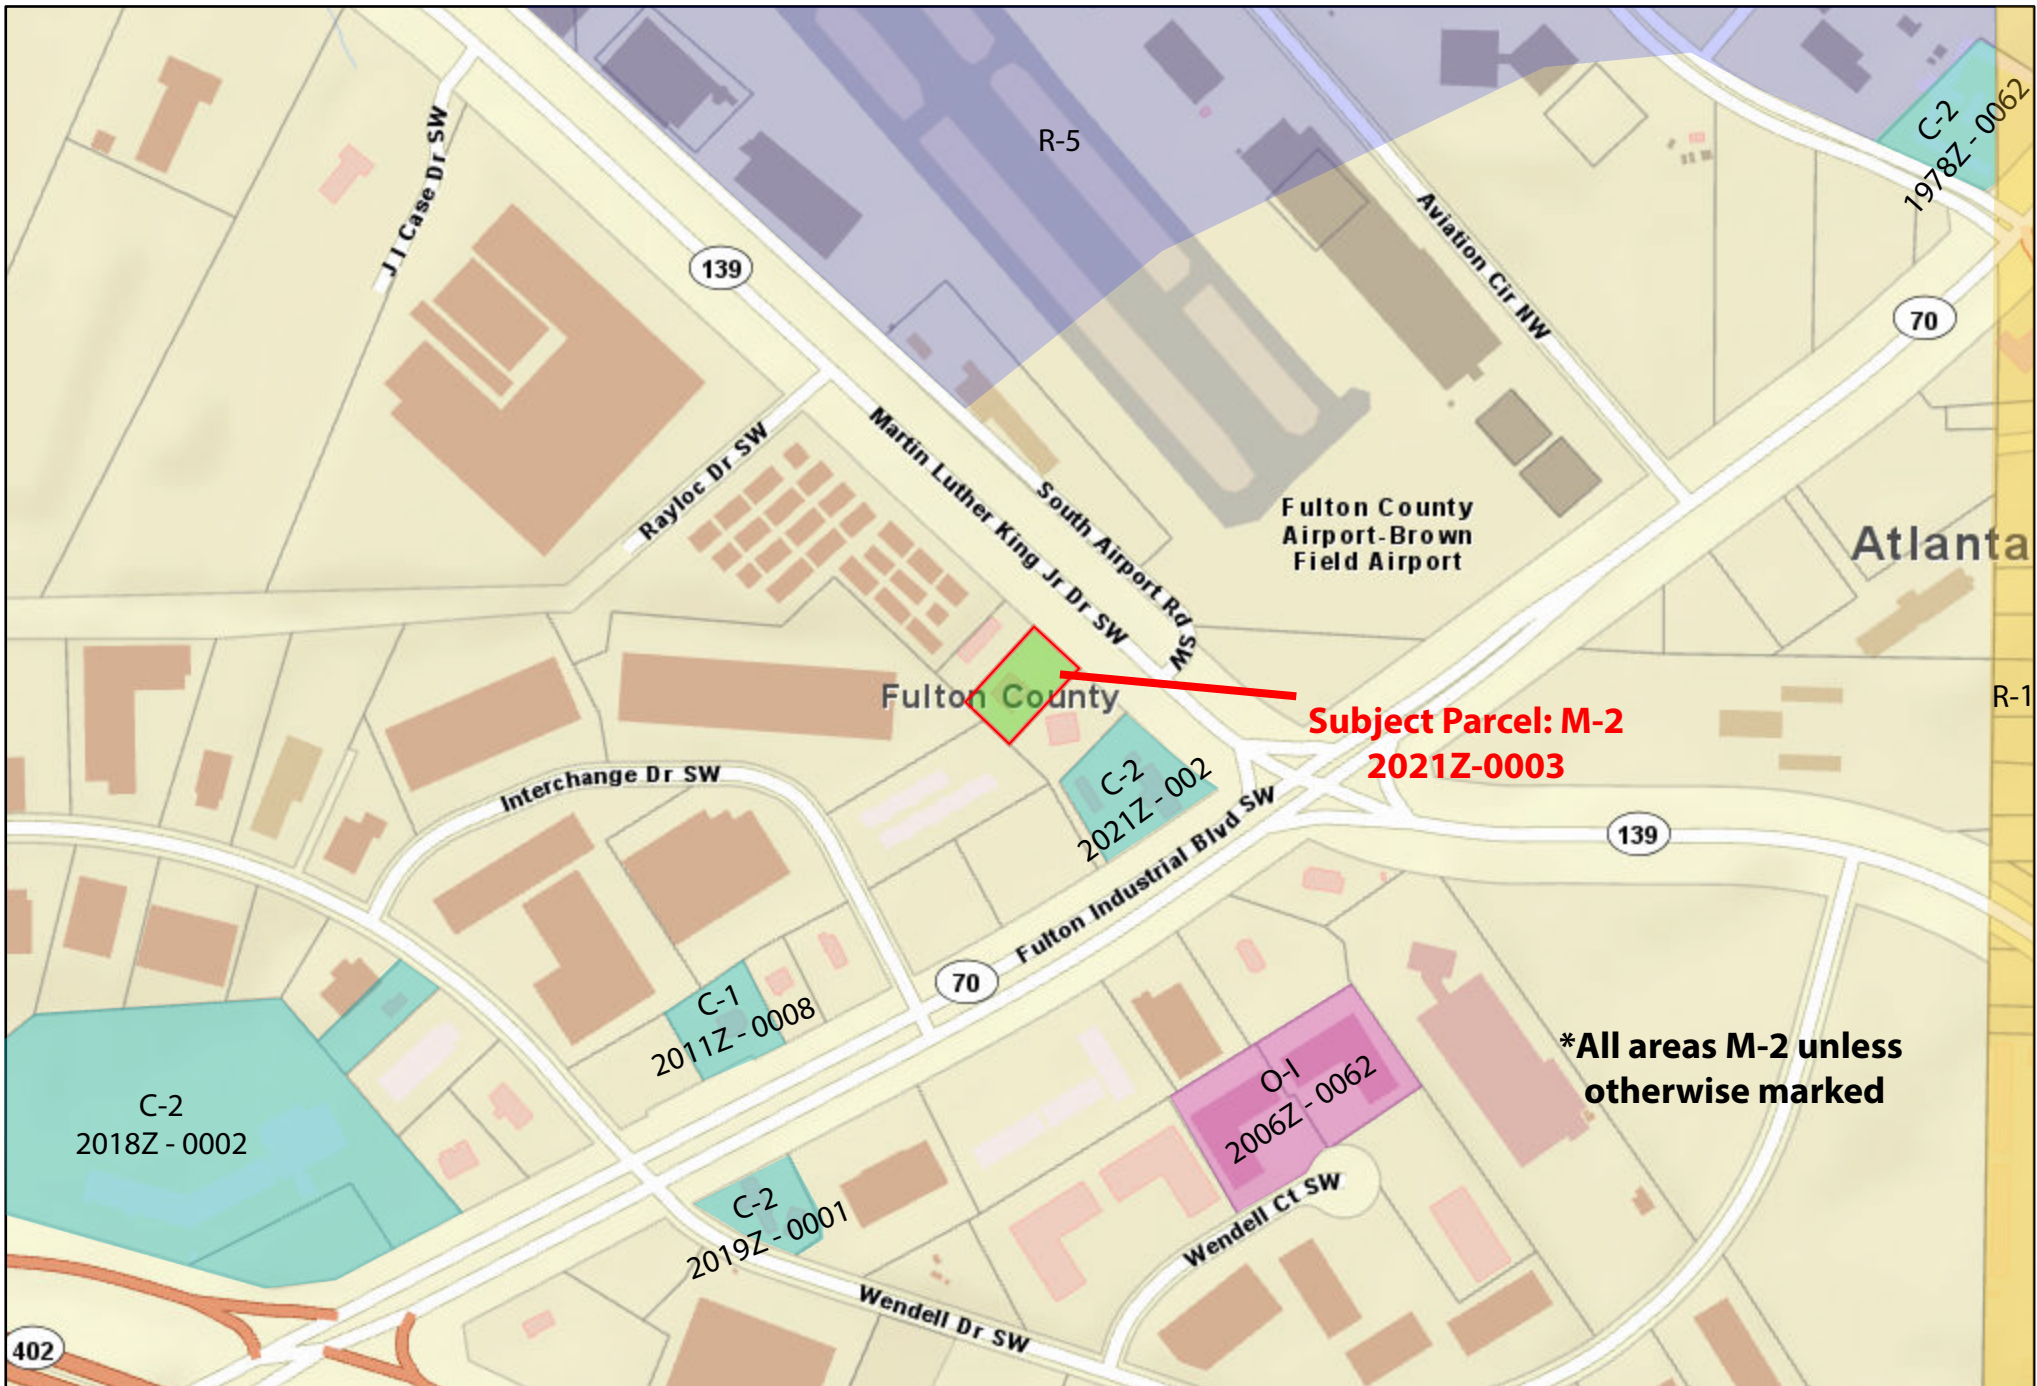 R-5
C-2
1978Z - 0062
J I Case Dr SW
139
Aviation Cir NW
70
Rayloc Dr SW
Martin Luther King Jr Dr SW
South Airport Rd SW
Fulton County
Airport-Brown
Field Airport
Atlanta
Fulton County
R-1
Subject Parcel: M-2
2021Z-0003
Interchange Dr SW
C-2
2021Z - 002
139
Fulton Industrial Blvd SW
70
C-1
2011Z - 0008
*All areas M-2 unless
otherwise marked
O-I
2006Z - 0062
C-2
2018Z - 0002
C-2
2019Z - 0001
Wendell Ct SW
Wendell Dr SW
402